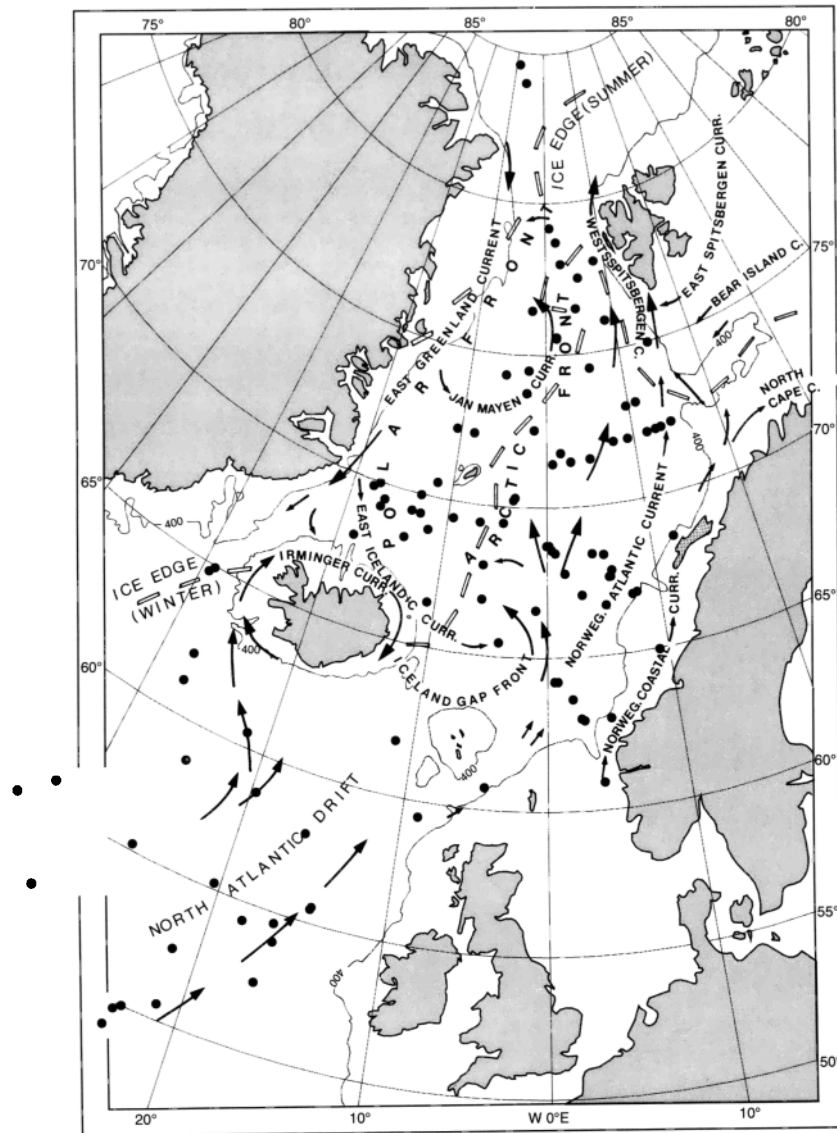 75°
80°
85°
85°
80°
ICE EDGE (SUMMER)
EAST SPITSBERGEN CURR.
WESTSSPITSBERGEN C.
BEAR ISLAND C.
75°
70°
EAST GREENLAND CURRENT
POLAR FRONT
400
JAN MAYEN CURR.
NORTH
CAPE C.
ARCTIC FRONT
400
70°
65°
400
EAST ICELANDIC CURR.
NORWEG. ATLANTIC CURRENT
ICE EDGE
(WINTER)
IRMINGER CURR.
65°
400
ICELAND GAP FRONT
NORWEG. COASTAL CURR.
60°
400
60°
NORTH ATLANTIC DRIFT
400
55°
50°
20°
10°
W 0°E
10°